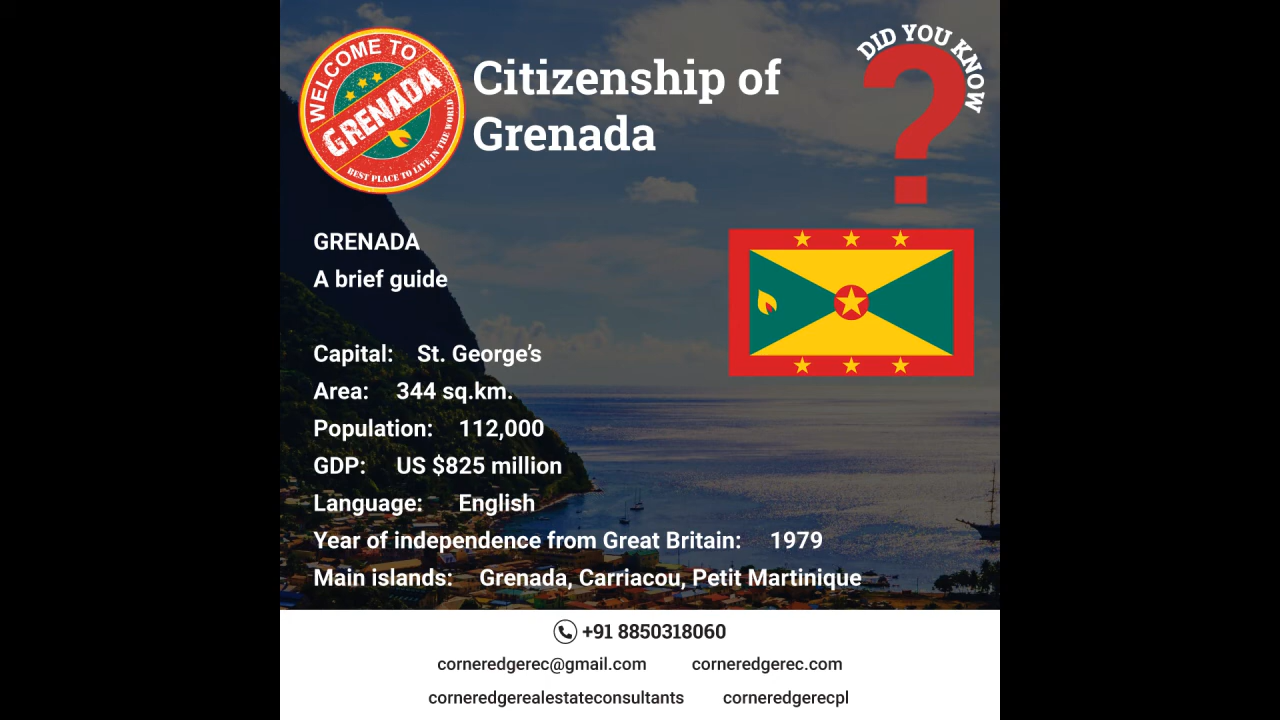 WELCOME TO
GRENADA
BEST PLACE TO LIVE IN THE WORLD
Citizenship of
Grenada
DID YOU KNOW
?
GRENADA
A brief guide
Capital: St. George’s
Area: 344 sq.km.
Population: 112,000
GDP: US $825 million
Language: English
Year of independence from Great Britain: 1979
Main islands: Grenada, Carriacou, Petit Martinique
+91 8850318060
corneredgerec@gmail.com corneredgerec.com
corneredgerealestateconsultants corneredgerecpl